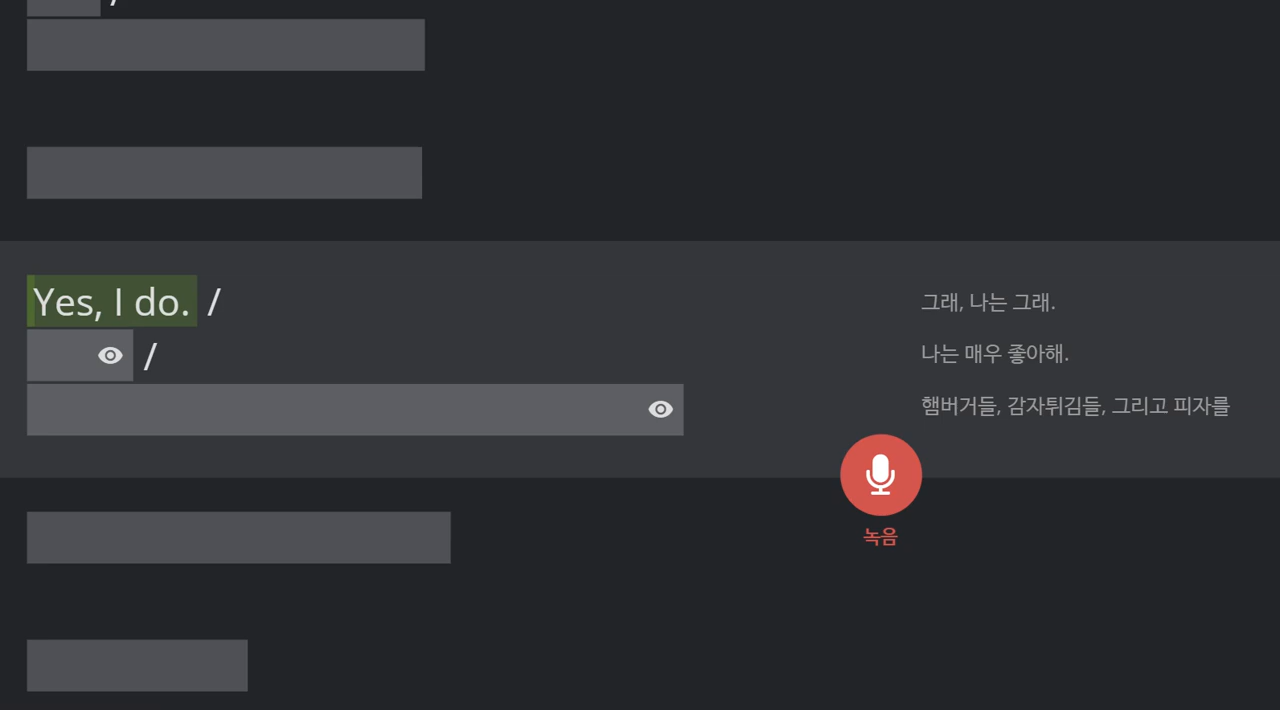 /
Yes, I do. /
그래, 나는 그래.
/
나는 매우 좋아해.
햄버거들, 감자튀김들, 그리고 피자를
녹음